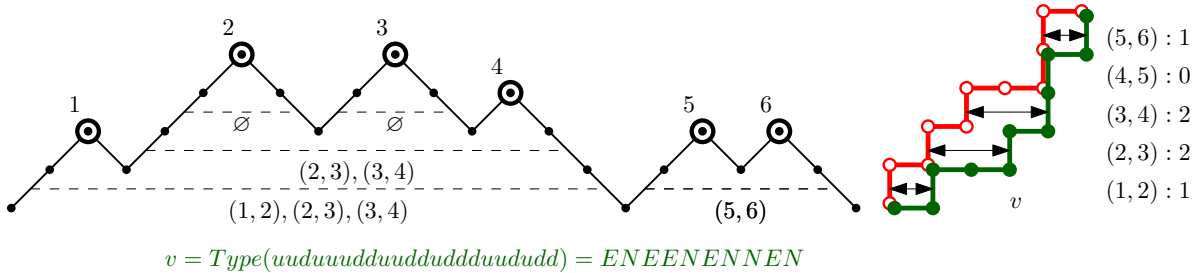 1
2
3
4
5
6
∅
∅
(2, 3), (3, 4)
(1, 2), (2, 3), (3, 4)
(5, 6)
v = Type(uuduuudduudduddduududd) = ENEENENNEN
(5, 6) : 1
(4, 5) : 0
(3, 4) : 2
(2, 3) : 2
(1, 2) : 1
v